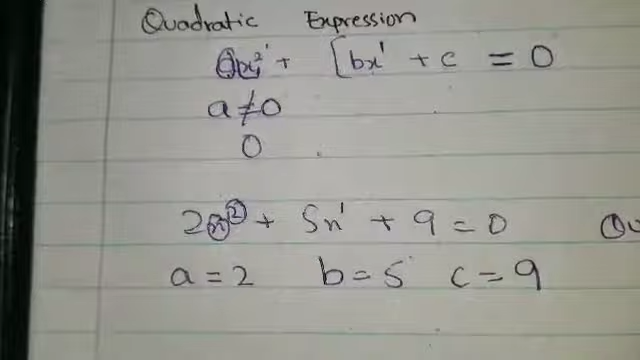 Quadratic Expression
ax² + [bx¹ + c = 0
a ≠ 0
0
2x² + 5x¹ + 9 = 0
a = 2 b = 5 c = 9